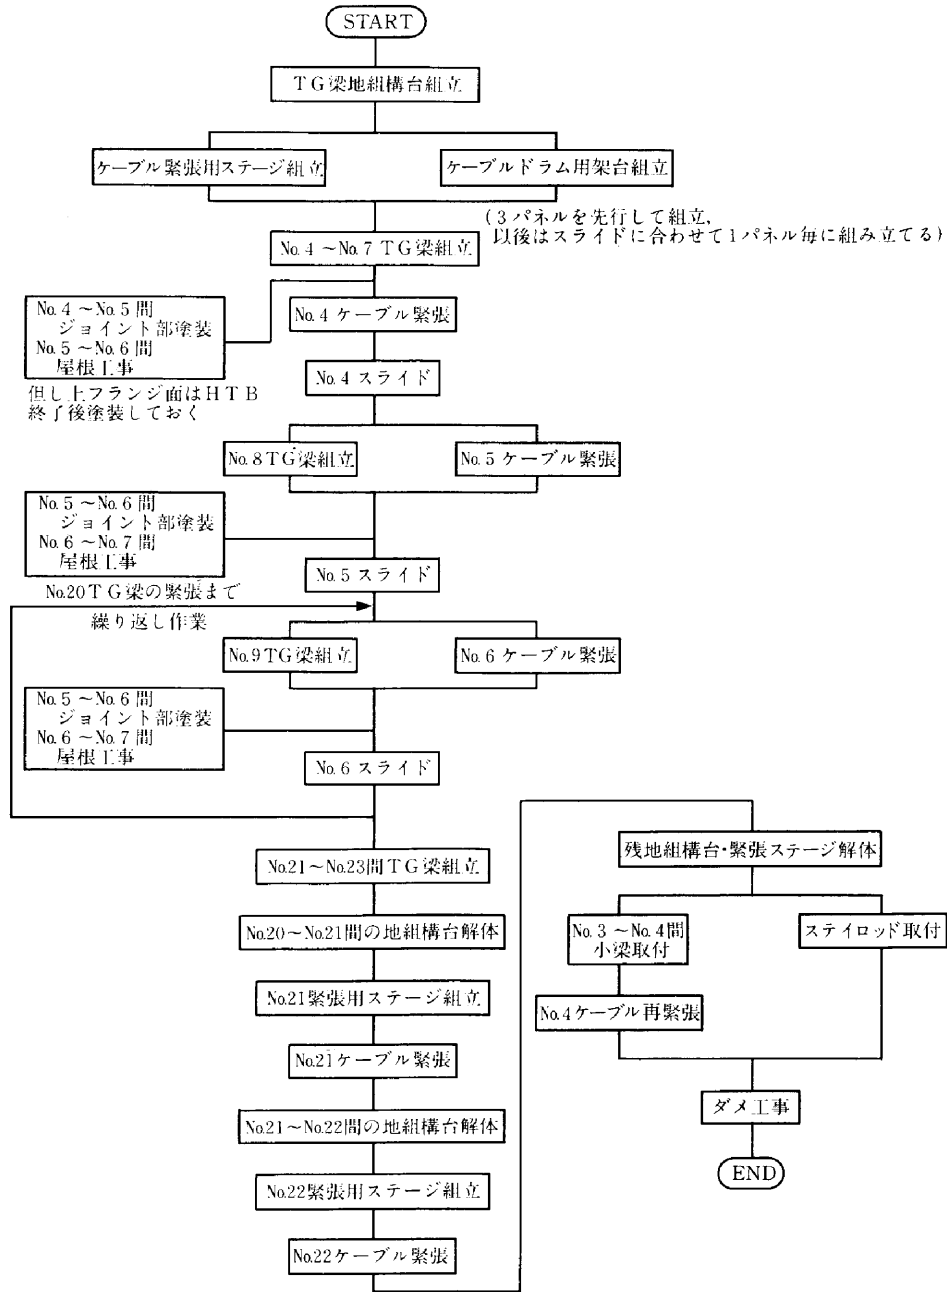 START
TG梁地組構台組立
ケーブル緊張用ステージ組立
ケーブルドラム用架台組立
(3パネルを先行して組立,
以後はスライドに合わせて1パネル毎に組み立てる)
No.4～No.7 TG梁組立
No.4～No.5間
ジョイント部塗装
No.5～No.6間
屋根工事
但し上フランジ面はHTB
終了後塗装しておく
No.4 ケーブル緊張
No.4 スライド
No.8TG梁組立
No.5 ケーブル緊張
No.5～No.6間
ジョイント部塗装
No.6～No.7間
屋根工事
No.5 スライド
No.20TG梁の緊張まで
繰り返し作業
No.9TG梁組立
No.6 ケーブル緊張
No.5～No.6間
ジョイント部塗装
No.6～No.7間
屋根工事
No.6 スライド
No.21～No.23間TG梁組立
No.20～No.21間の地組構台解体
No.21緊張用ステージ組立
No.21ケーブル緊張
No.21～No.22間の地組構台解体
No.22緊張用ステージ組立
No.22ケーブル緊張
残地組構台・緊張ステージ解体
No.3～No.4間
小梁取付
ステイロッド取付
No.4ケーブル再緊張
ダメ工事
END